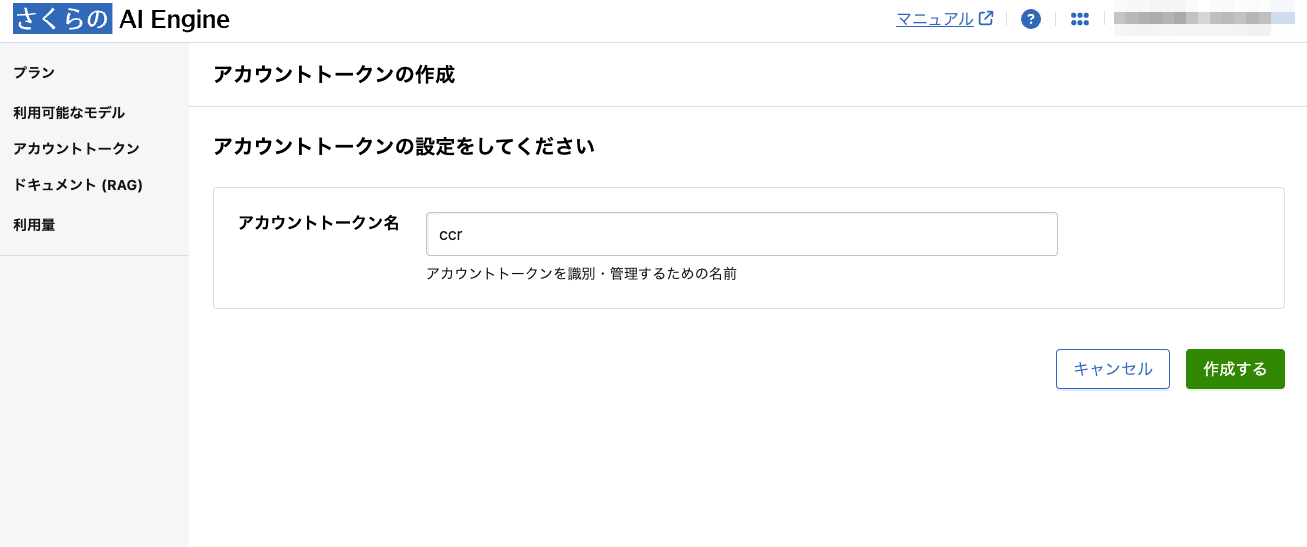 さくらの AI Engine
マニュアル
?
プラン
利用可能なモデル
アカウントトークン
ドキュメント (RAG)
利用量
アカウントトークンの作成
アカウントトークンの設定をしてください
アカウントトークン名
ccr
アカウントトークンを識別・管理するための名前
キャンセル
作成する